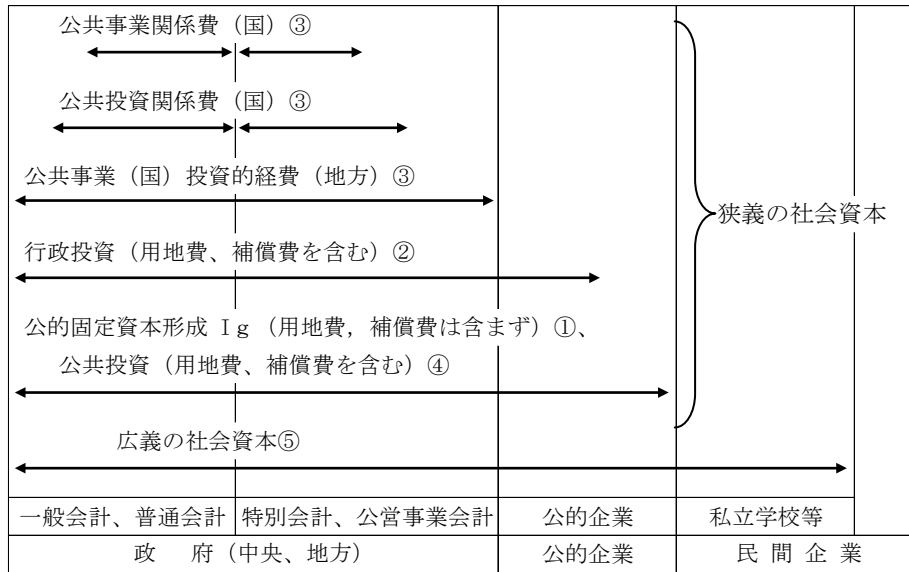 公共事業関係費（国）③
公共投資関係費（国）③
公共事業（国）投資的経費（地方）③
狭義の社会資本
行政投資（用地費、補償費を含む）②
公的固定資本形成 Ｉｇ（用地費，補償費は含まず）①、
公共投資（用地費、補償費を含む）④
広義の社会資本⑤
一般会計、普通会計 特別会計、公営事業会計 公的企業 私立学校等
政　府（中央、地方） 公的企業 民 間 企 業